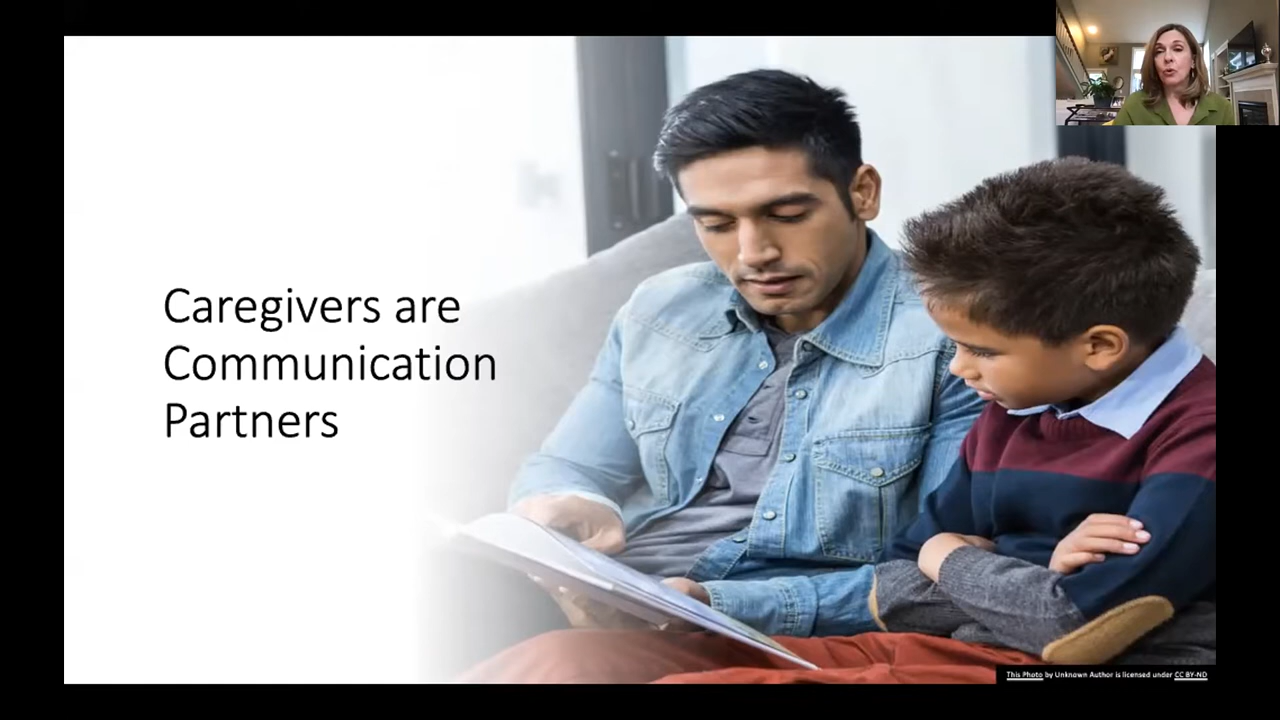 Caregivers are
Communication
Partners
This Photo by Unknown Author is licensed under CC BY-ND